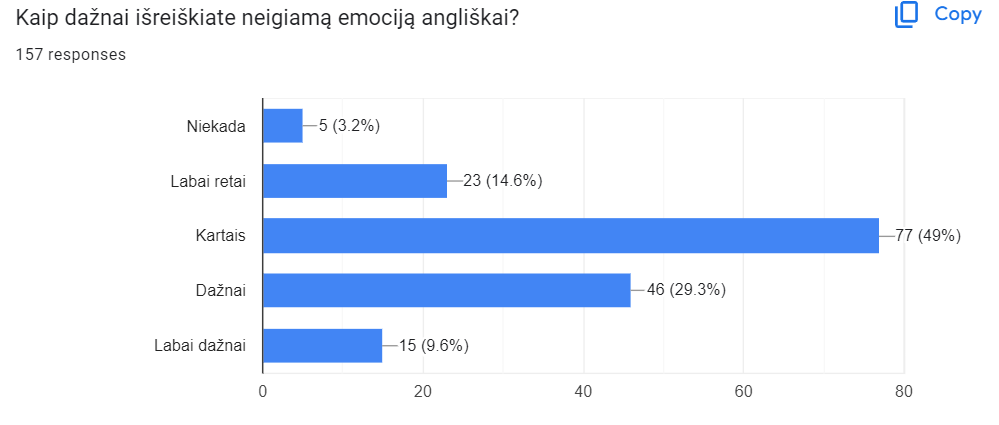 Kaip dažnai išreiškiate neigiamą emociją angliškai?
Copy
157 responses
Niekada
5 (3.2%)
Labai retai
23 (14.6%)
Kartais
77 (49%)
Dažnai
46 (29.3%)
Labai dažnai
15 (9.6%)
0
20
40
60
80